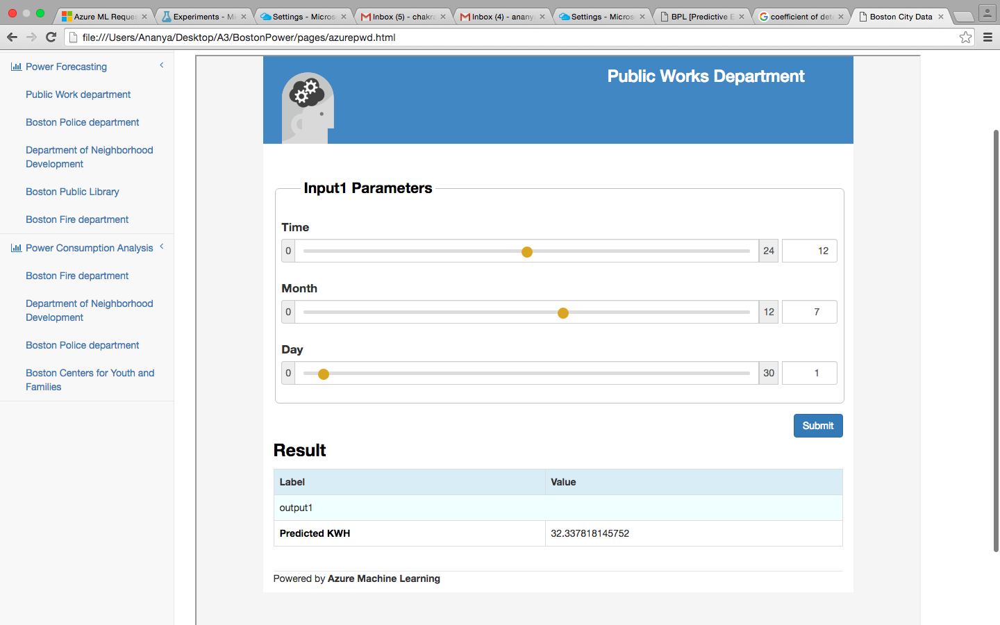 Azure ML Reques
Experiments - Mi
Settings - Micros
Inbox (5) - chakra
Inbox (4) - anany
Settings - Micros
BPL [Predictive E
coefficient of dete
Boston City Data
file:///Users/Ananya/Desktop/A3/BostonPower/pages/azurepwd.html
Power Forecasting
Public Work department
Boston Police department
Department of Neighborhood
Development
Boston Public Library
Boston Fire department
Power Consumption Analysis
Boston Fire department
Department of Neighborhood
Development
Boston Police department
Boston Centers for Youth and
Families
Public Works Department
Input1 Parameters
Time
0 24 12
Month
0 12 7
Day
0 30 1
Submit
Result
Label Value
output1
Predicted KWH 32.337818145752
Powered by Azure Machine Learning